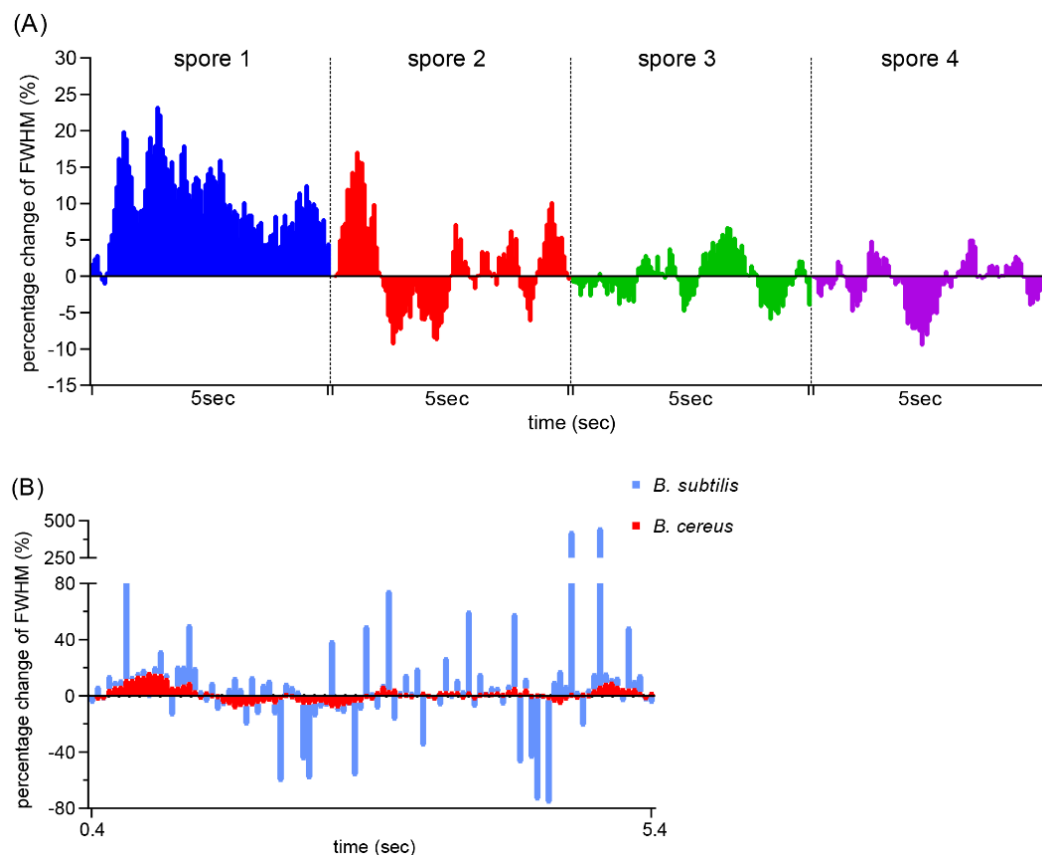 (A)
spore 1 spore 2 spore 3 spore 4
percentage change of FWHM (%)
30
25
20
15
10
5
0
-5
-10
-15
5sec 5sec 5sec 5sec
time (sec)
(B)
B. subtilis
B. cereus
percentage change of FWHM (%)
500
250
80
40
0
-40
-80
0.4 5.4
time (sec)